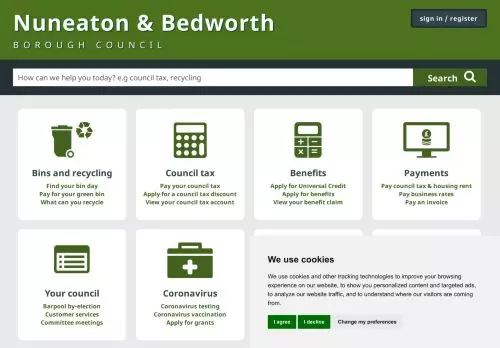 Nuneaton & Bedworth
BOROUGH COUNCIL
sign in / register
How can we help you today? e.g council tax, recycling
Search
Bins and recycling
Find your bin day
Pay for your green bin
What can you recycle
Council tax
Pay your council tax
Apply for a council tax discount
View your council tax account
Benefits
Apply for Universal Credit
Apply for benefits
View your benefit claim
Payments
Pay council tax & housing rent
Pay business rates
Pay an invoice
Your council
Barpool by-election
Customer services
Committee meetings
Coronavirus
Coronavirus testing
Coronavirus vaccination
Apply for grants
We use cookies
We use cookies and other tracking technologies to improve your browsing
experience on our website, to show you personalized content and targeted ads,
to analyze our website traffic, and to understand where our visitors are coming
from.
I agree
I decline
Change my preferences